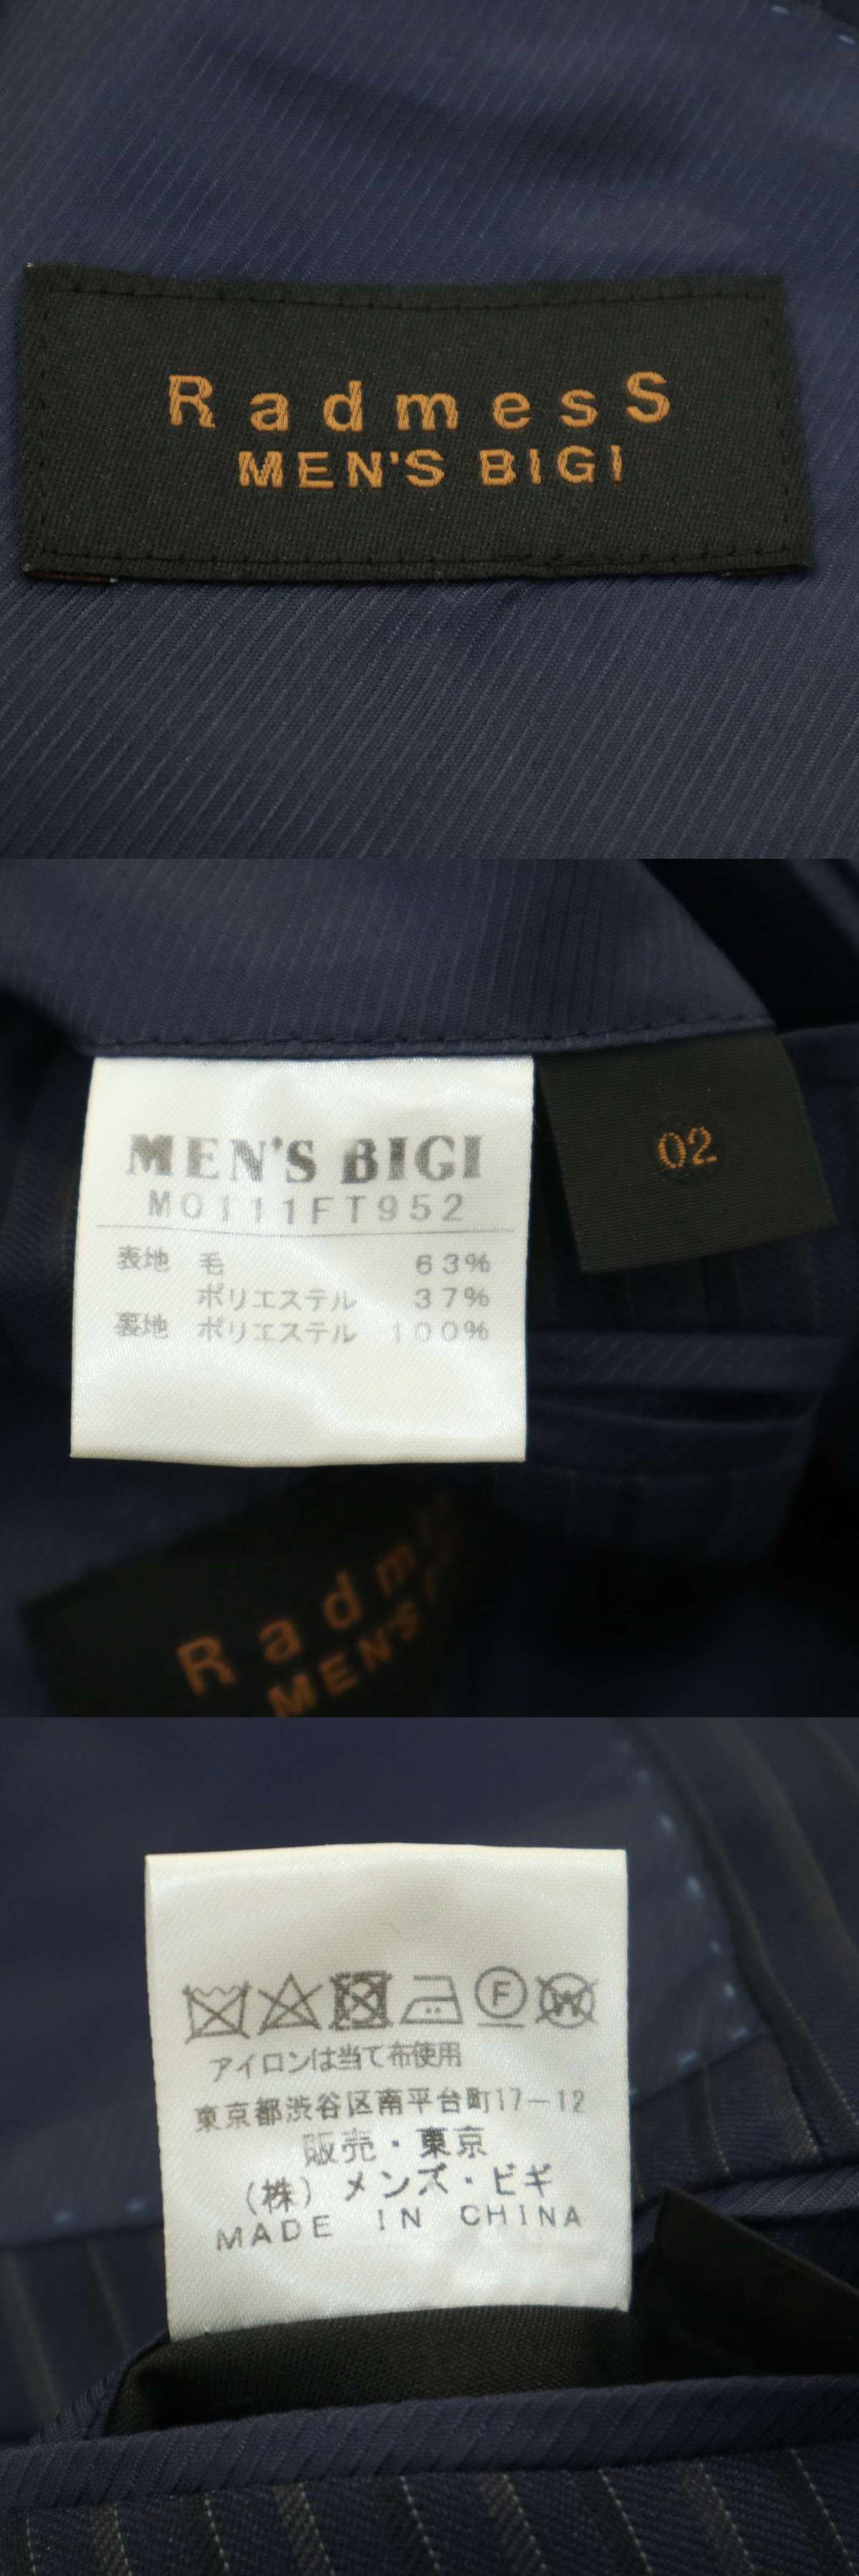 RadmesS
MEN'S BIGI
MEN'S BIGI
M0111FT952
02
表地 毛 63%
ポリエステル 37%
裏地 ポリエステル 100%
Radm
MEN'S
F W
アイロンは当て布使用
東京都渋谷区南平台町17-12
販売・東京
(株)メンズ・ビギ
MADE IN CHINA